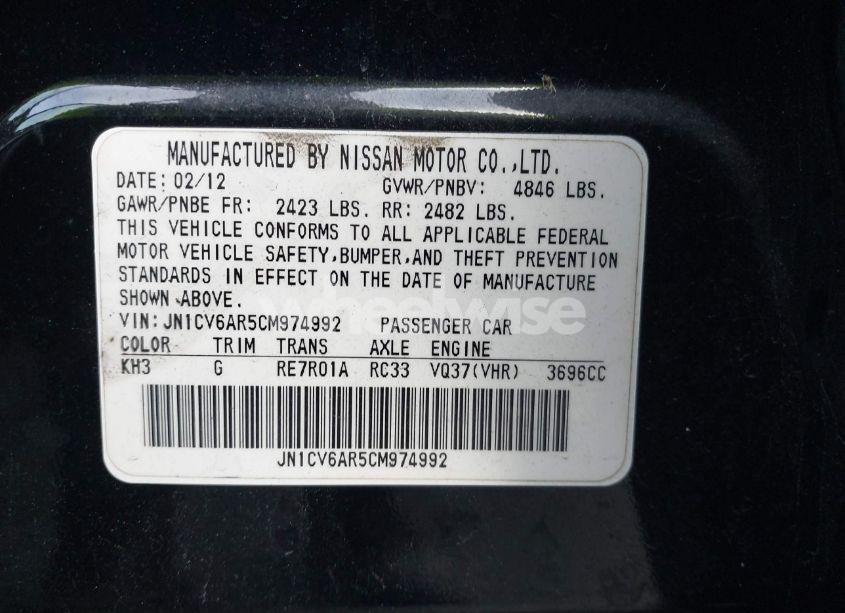 MANUFACTURED BY NISSAN MOTOR CO.,LTD.
DATE: 02/12 GVWR/PNBV: 4846 LBS.
GAWR/PNBE FR: 2423 LBS. RR: 2482 LBS.
THIS VEHICLE CONFORMS TO ALL APPLICABLE FEDERAL
MOTOR VEHICLE SAFETY,BUMPER,AND THEFT PREVENTION
STANDARDS IN EFFECT ON THE DATE OF MANUFACTURE
SHOWN ABOVE.
wheelwise
VIN:JN1CV6AR5CM974992 PASSENGER CAR
COLOR TRIM TRANS AXLE ENGINE
KH3 G RE7R01A RC33 VQ37(VHR) 3696CC
JN1CV6AR5CM974992